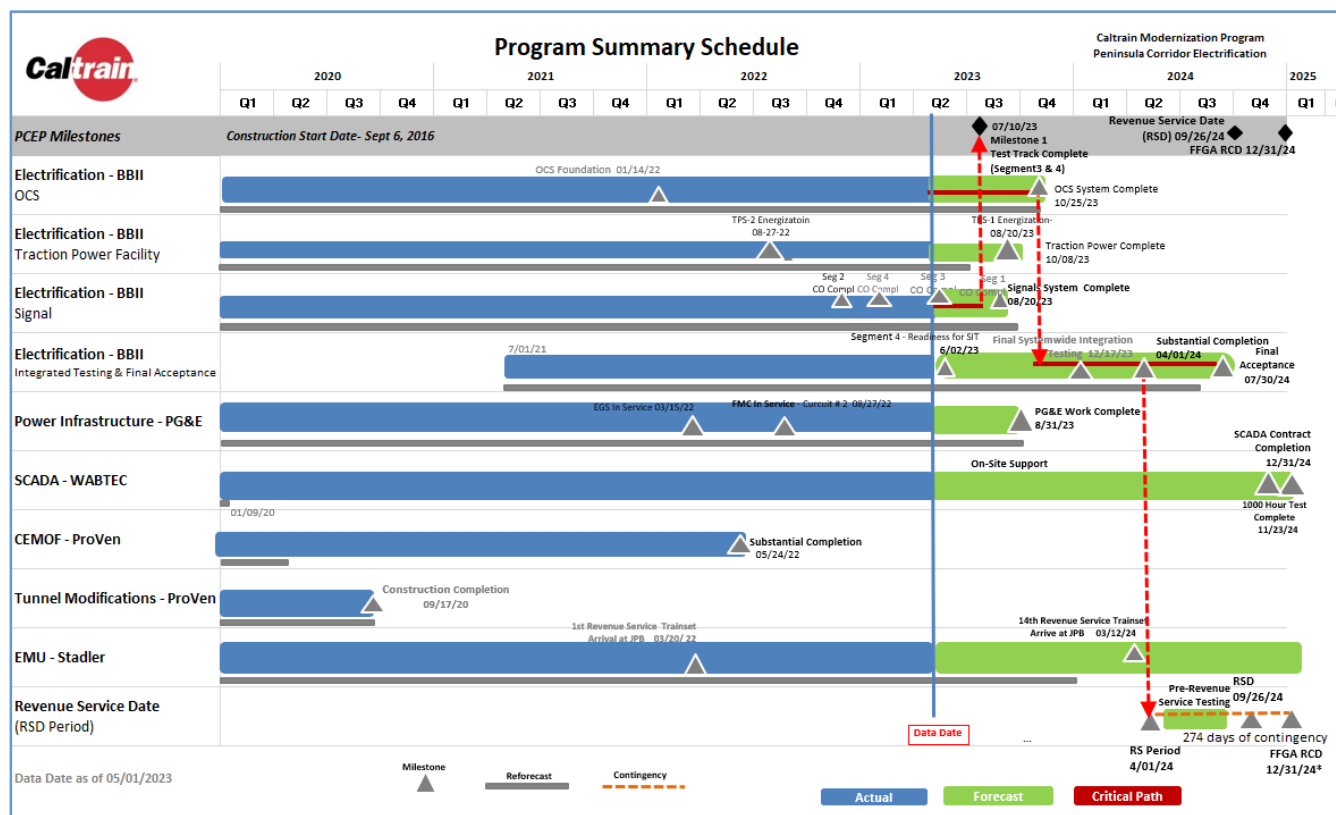 Caltrain
Program Summary Schedule
Caltrain Modernization Program
Peninsula Corridor Electrification
2020 2021 2022 2023 2024 2025
Q1 Q2 Q3 Q4 Q1 Q2 Q3 Q4 Q1 Q2 Q3 Q4 Q1 Q2 Q3 Q4 Q1 Q2 Q3 Q4 Q1
PCEP Milestones
Construction Start Date- Sept 6, 2016
07/10/23
Milestone 1
Test Track Complete
(Segment3 & 4)
Revenue Service Date
(RSD) 09/26/24
FFGA RCD 12/31/24
Electrification - BBII
OCS
OCS Foundation 01/14/22
OCS System Complete
10/25/23
Electrification - BBII
Traction Power Facility
TPS-2 Energizatoin
08-27-22
TPS-1 Energization-
08/20/23
Traction Power Complete
10/08/23
Electrification - BBII
Signal
Seg 2
CO Compl
Seg 4
CO Compl
Seg 3
CO Compl
Seg 1
CO Compl
Signals System Complete
08/20/23
Electrification - BBII
Integrated Testing & Final Acceptance
7/01/21
Segment 4 - Readiness for SIT
6/02/23
Final Systemwide Integration
Testing 12/17/23
Substantial Completion
04/01/24
Final
Acceptance
07/30/24
Power Infrastructure - PG&E
EGS In Service 03/15/22
FMC In Service - Curcuit # 2 08/27/22
PG&E Work Complete
8/31/23
SCADA - WABTEC
01/09/20
On-Site Support
SCADA Contract
Completion
12/31/24
1000 Hour Test
Complete
11/23/24
CEMOF - ProVen
Substantial Completion
05/24/22
Tunnel Modifications - ProVen
Construction Completion
09/17/20
EMU - Stadler
1st Revenue Service Trainset
Arrival at JPB 03/20/ 22
14th Revenue Service Trainset
Arrive at JPB 03/12/24
Revenue Service Date
(RSD Period)
Pre-Revenue
Service Testing
RSD
09/26/24
274 days of contingency
RS Period
4/01/24
FFGA RCD
12/31/24*
Data Date
...
Data Date as of 05/01/2023
Milestone
Reforecast
Contingency
Actual
Forecast
Critical Path